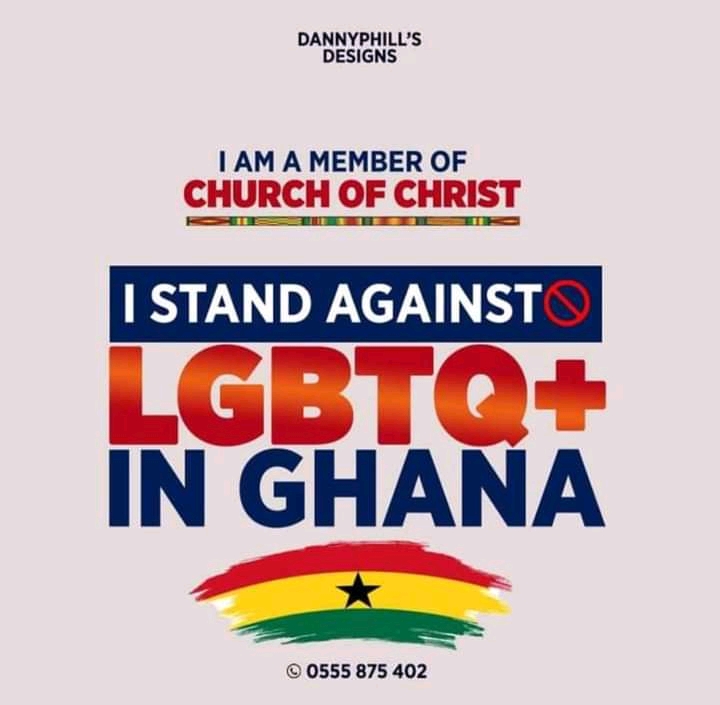 DANNYPHILL'S
DESIGNS
I AM A MEMBER OF
CHURCH OF CHRIST
I STAND AGAINST
LGBTQ+
IN GHANA
0555 875 402